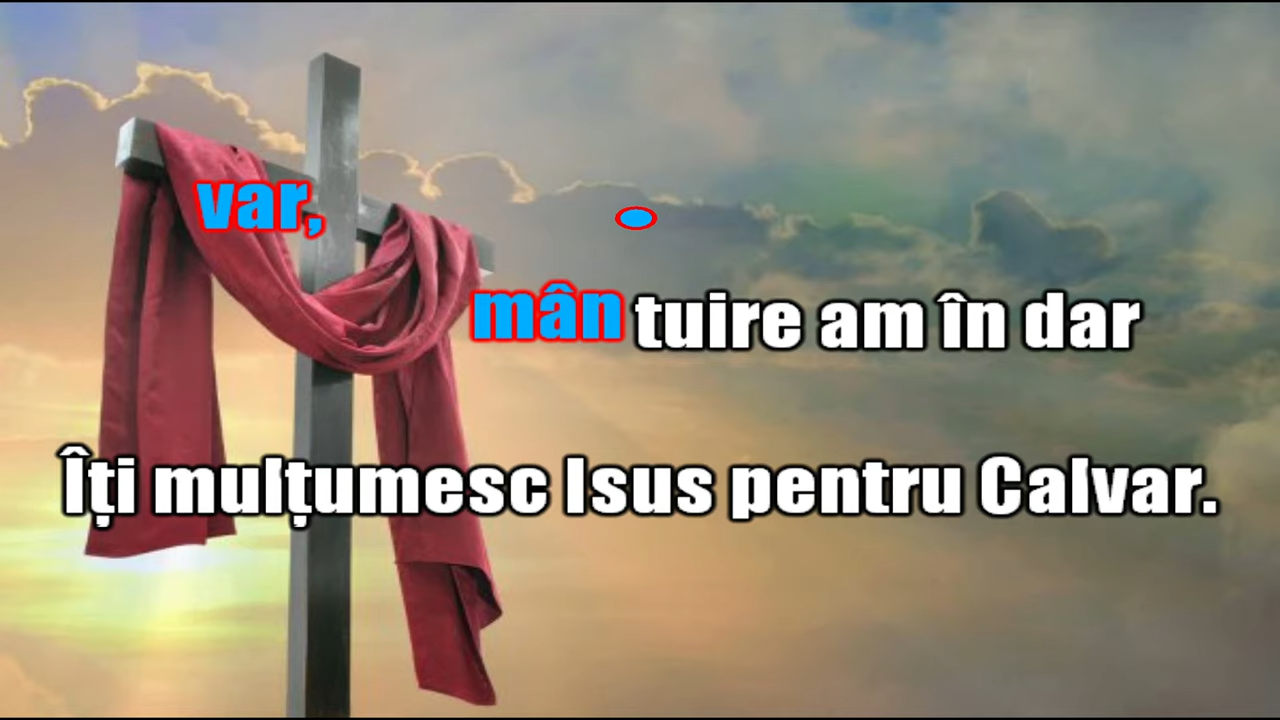 var,
mân tuire am în dar
Îți mulțumesc Isus pentru Calvar.